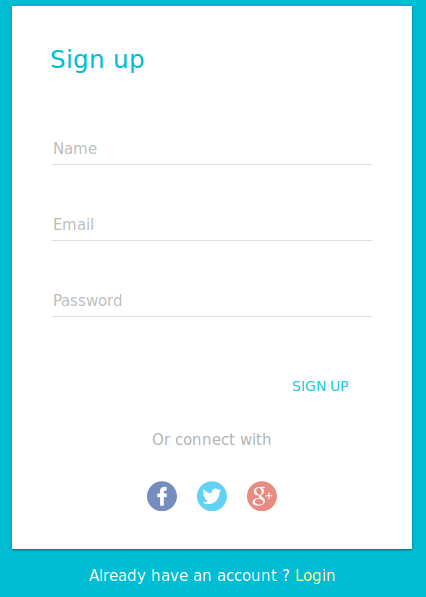 Sign up
Name
Email
Password
SIGN UP
Or connect with
f g+
Already have an account ? Login